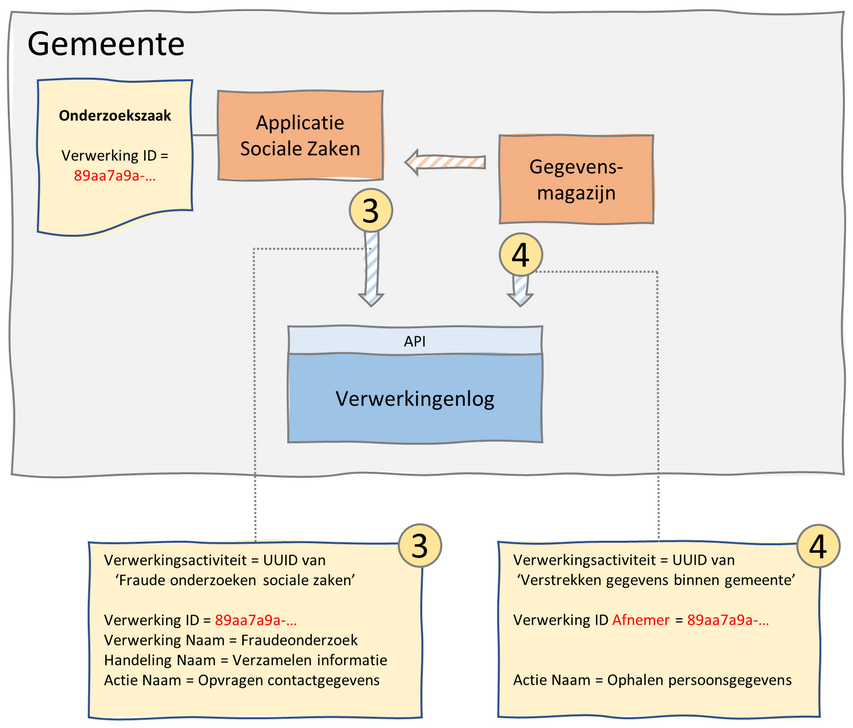 Gemeente
Onderzoekszaak
Verwerking ID =
89aa7a9a-...
Applicatie
Sociale Zaken
Gegevens-
magazijn
3
4
API
Verwerkingenlog
3
Verwerkingsactiviteit = UUID van
‘Fraude onderzoeken sociale zaken’
Verwerking ID = 89aa7a9a-...
Verwerking Naam = Fraudeonderzoek
Handeling Naam = Verzamelen informatie
Actie Naam = Opvragen contactgegevens
4
Verwerkingsactiviteit = UUID van
‘Verstrekken gegevens binnen gemeente’
Verwerking ID Afnemer = 89aa7a9a-...
Actie Naam = Ophalen persoonsgegevens